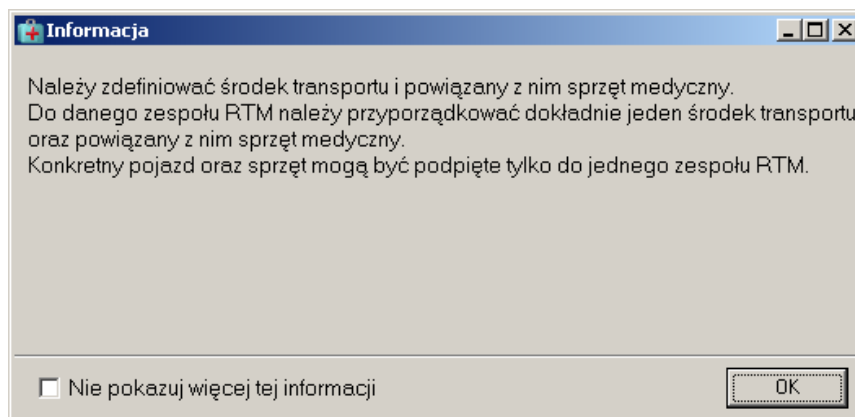 Informacja
Należy zdefiniować środek transportu i powiązany z nim sprzęt medyczny.
Do danego zespołu RTM należy przyporządkować dokładnie jeden środek transportu
oraz powiązany z nim sprzęt medyczny.
Konkretny pojazd oraz sprzęt mogą być podpięte tylko do jednego zespołu RTM.
Nie pokazuj więcej tej informacji
OK